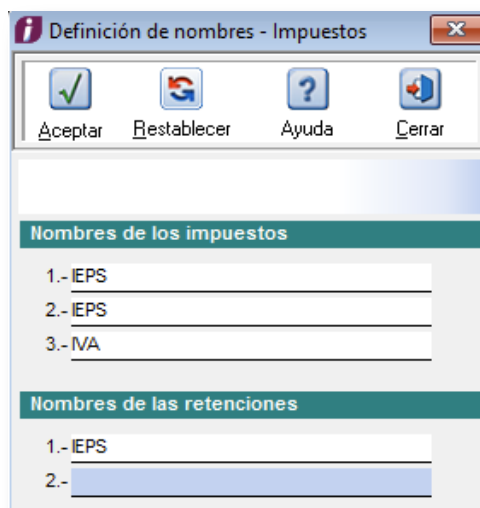 Definición de nombres - Impuestos
Aceptar Restablecer Ayuda Cerrar
Nombres de los impuestos
1.- IEPS
2.- IEPS
3.- IVA
Nombres de las retenciones
1.- IEPS
2.-